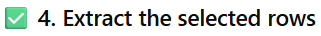 ✅ 4. Extract the selected rows